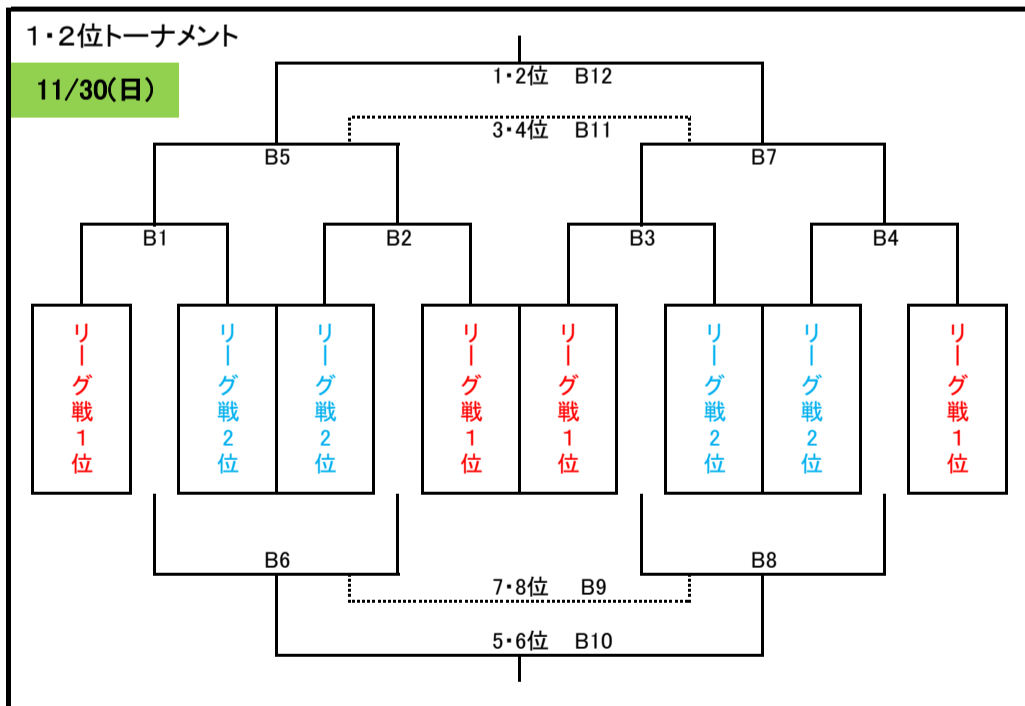 1・2位トーナメント
11/30(日)
1・2位 B12
3・4位 B11
B5
B7
B1
B2
B3
B4
リーグ戦1位
リーグ戦2位
リーグ戦2位
リーグ戦1位
リーグ戦1位
リーグ戦2位
リーグ戦2位
リーグ戦1位
B6
B8
7・8位 B9
5・6位 B10